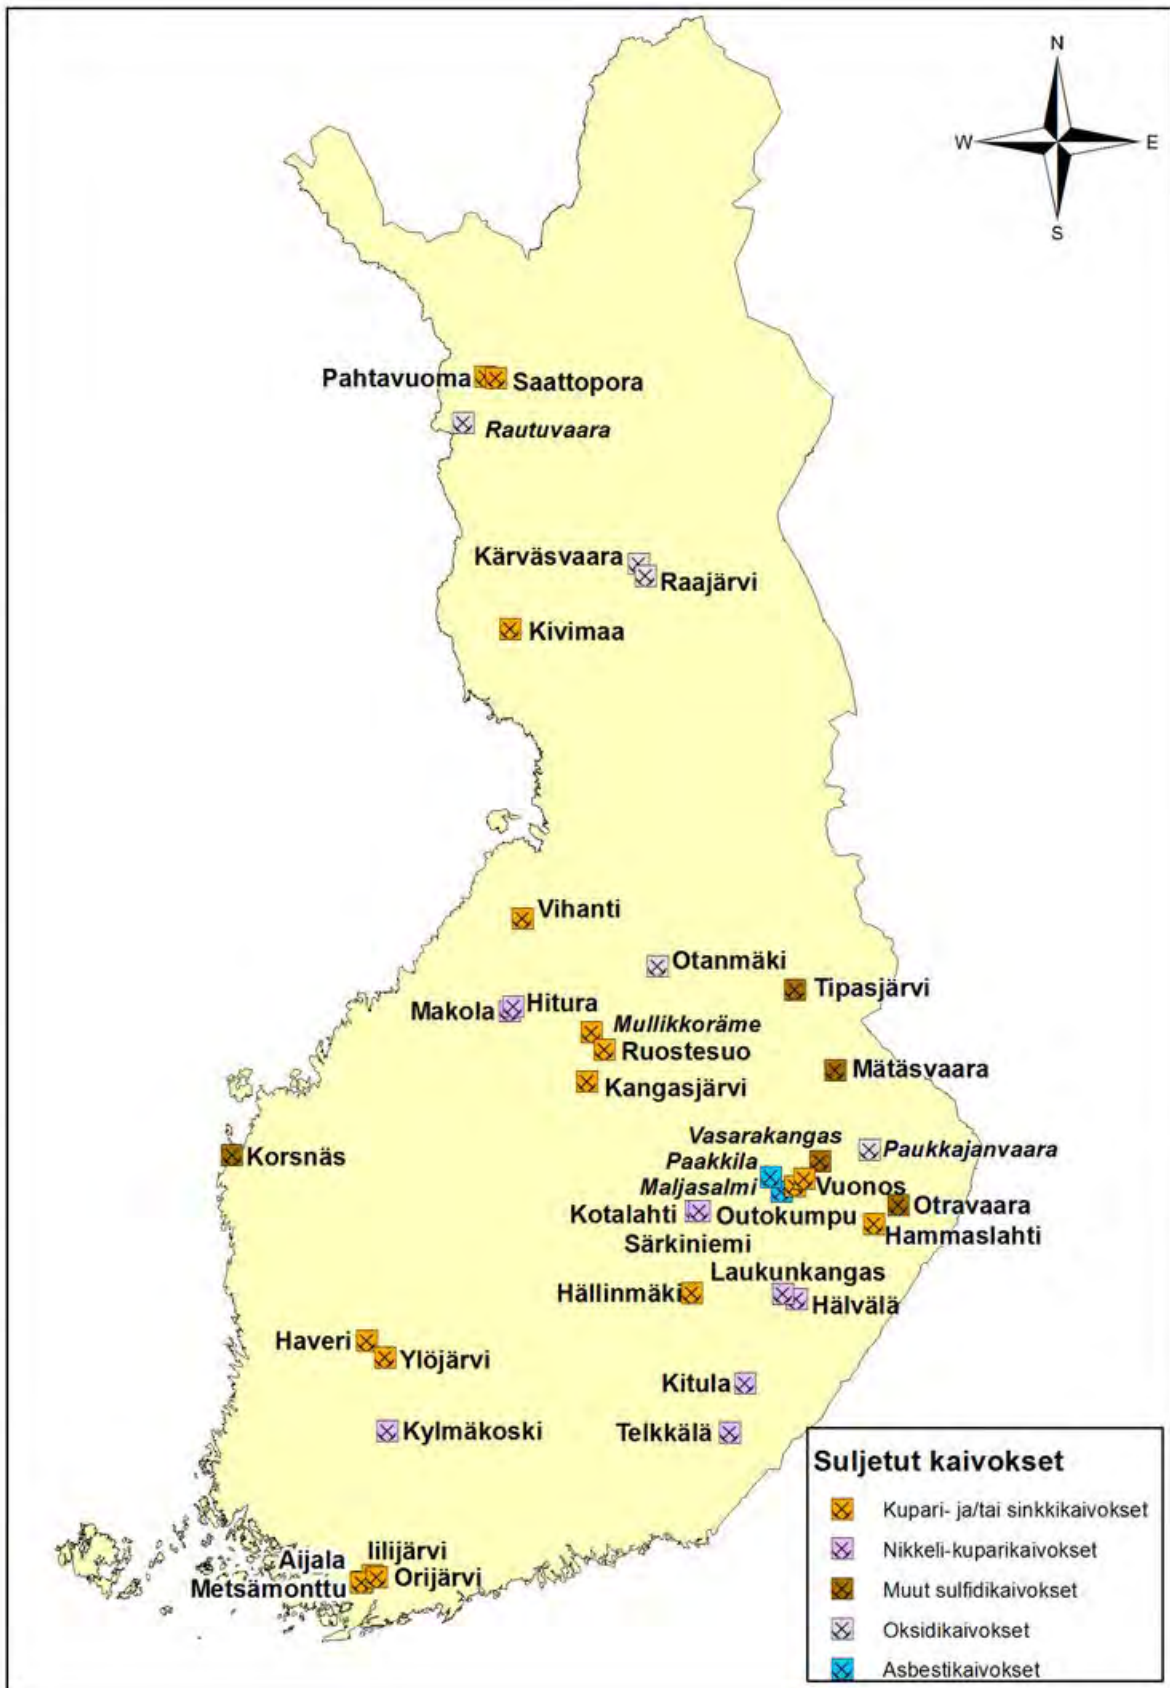 N
W
E
S
Pahtavuoma
Saattopora
Rautuvaara
Kärväsvaara
Raajärvi
Kivimaa
Vihanti
Otanmäki
Tipasjärvi
Hitura
Makola
Mullikkoräme
Ruostesuo
Mätäsvaara
Kangasjärvi
Vasarakangas
Paukkajanvaara
Korsnäs
Paakkila
Maljasalmi
Vuonos
Otravaara
Kotalahti
Outokumpu
Hammaslahti
Särkiniemi
Laukunkangas
Hällinmäki
Hälvälä
Haveri
Ylöjärvi
Kitula
Kylmäkoski
Telkkälä
Iilijärvi
Aijala
Orijärvi
Metsämonttu
Suljetut kaivokset
Kupari- ja/tai sinkkikaivokset
Nikkeli-kuparikaivokset
Muut sulfidikaivokset
Oksidikaivokset
Asbestikaivokset